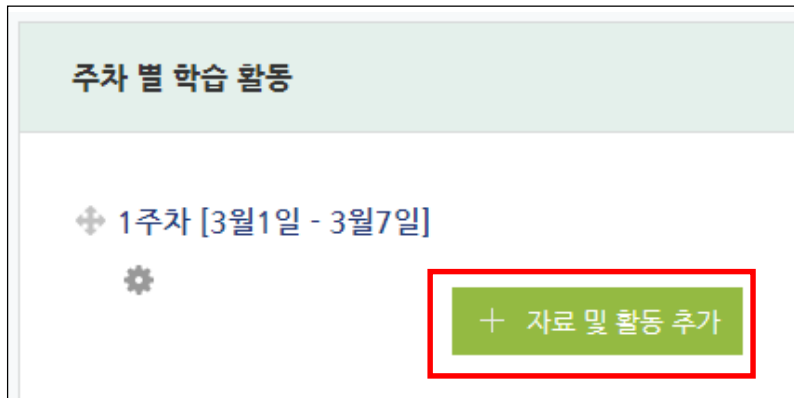 주차 별 학습 활동
1주차 [3월1일 - 3월7일]
+ 자료 및 활동 추가